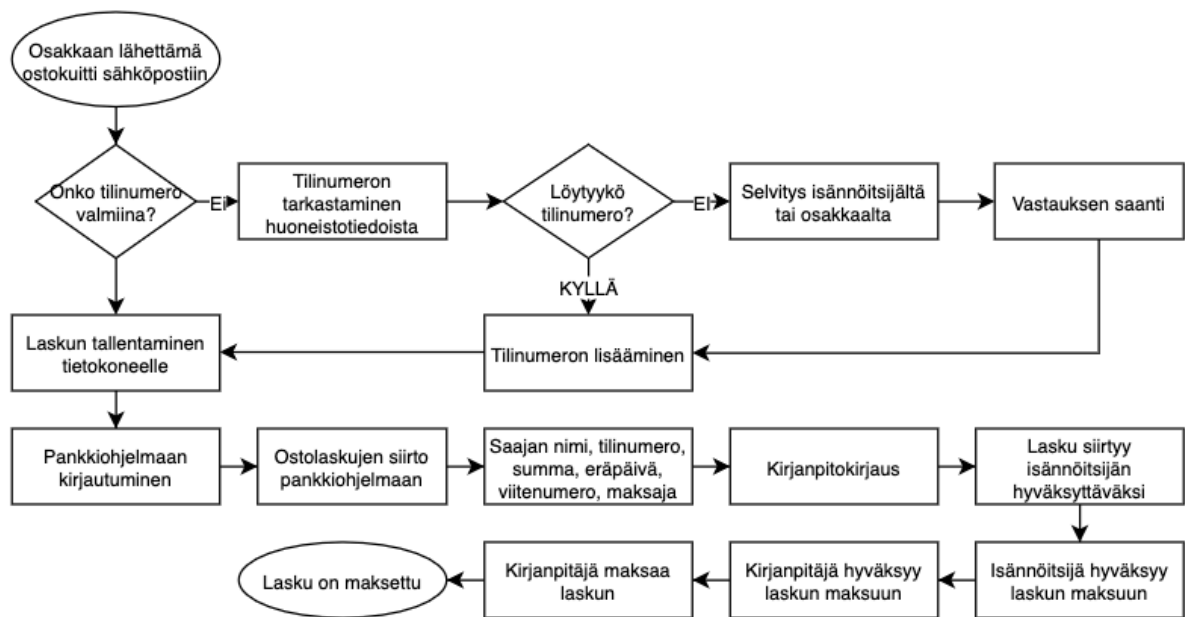 Osakkaan lähettämä
ostokuitti sähköpostiin
Onko tilinumero
valmiina?
Ei
Tilinumeron
tarkastaminen
huoneistotiedoista
Löytyykö
tilinumero?
EI
Selvitys isännöitsijältä
tai osakkaalta
Vastauksen saanti
KYLLÄ
Laskun tallentaminen
tietokoneelle
Tilinumeron lisääminen
Pankkiohjelmaan
kirjautuminen
Ostolaskujen siirto
pankkiohjelmaan
Saajan nimi, tilinumero,
summa, eräpäivä,
viitenumero, maksaja
Kirjanpitokirjaus
Lasku siirtyy
isännöitsijän
hyväksyttäväksi
Isännöitsijä hyväksyy
laskun maksuun
Kirjanpitäjä hyväksyy
laskun maksuun
Kirjanpitäjä maksaa
laskun
Lasku on maksettu